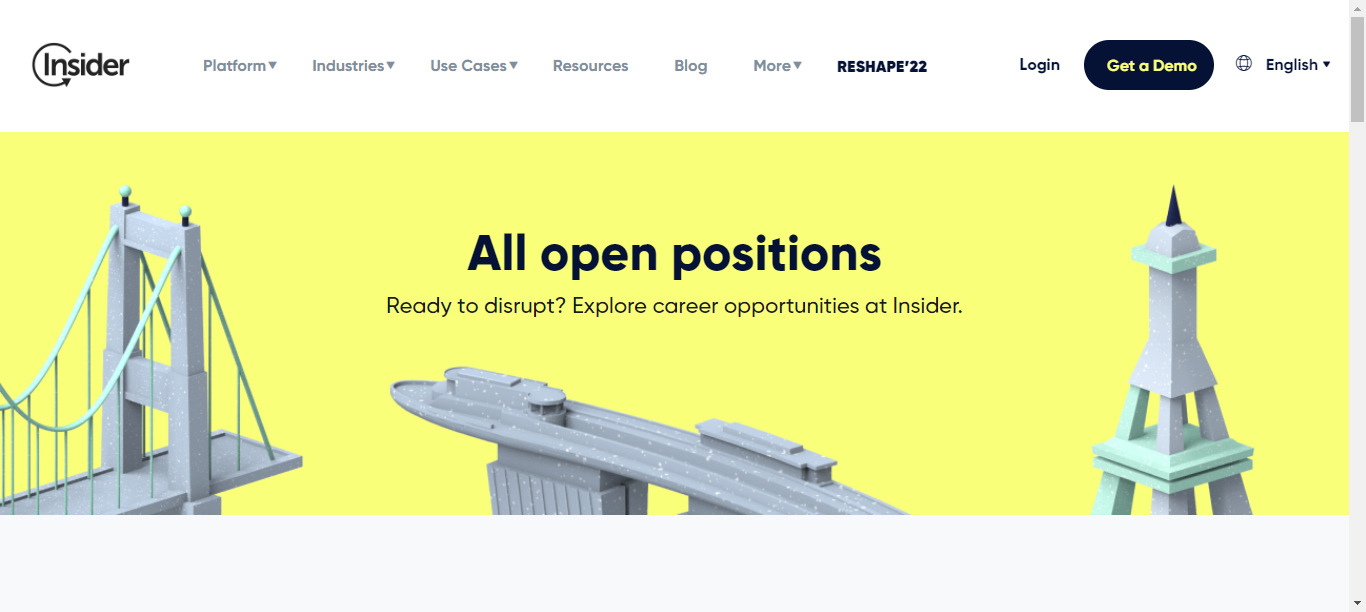 Insider
Platform▾ Industries▾ Use Cases▾ Resources Blog More▾ RESHAPE'22 Login Get a Demo English ▾
All open positions
Ready to disrupt? Explore career opportunities at Insider.